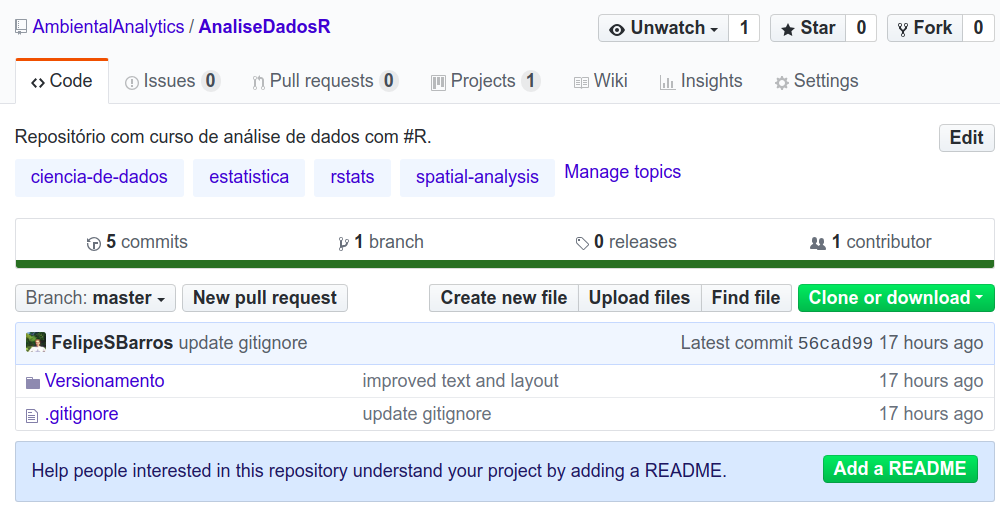 AmbientalAnalytics / AnaliseDadosR Unwatch 1 Star 0 Fork 0
Code Issues 0 Pull requests 0 Projects 1 Wiki Insights Settings
Repositório com curso de análise de dados com #R. Edit
ciencia-de-dados estatistica rstats spatial-analysis Manage topics
5 commits 1 branch 0 releases 1 contributor
Branch: master New pull request Create new file Upload files Find file Clone or download
FelipeSBarros update gitignore Latest commit 56cad99 17 hours ago
Versionamento improved text and layout 17 hours ago
.gitignore update gitignore 17 hours ago
Help people interested in this repository understand your project by adding a README. Add a README